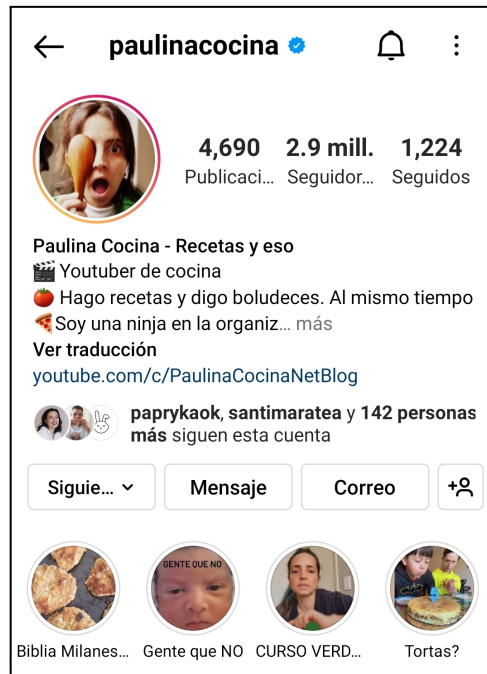 paulinacocina
4,690 2.9 mill. 1,224
Publicaci... Seguidor... Seguidos
Paulina Cocina - Recetas y eso
🎬 Youtuber de cocina
🍅 Hago recetas y digo boludeces. Al mismo tiempo
🍕Soy una ninja en la organiz... más
Ver traducción
youtube.com/c/PaulinaCocinaNetBlog
paprykaok, santimaratea y 142 personas
más siguen esta cuenta
Siguie... Mensaje Correo
GENTE QUE NO
Biblia Milanes... Gente que NO CURSO VERD... Tortas?